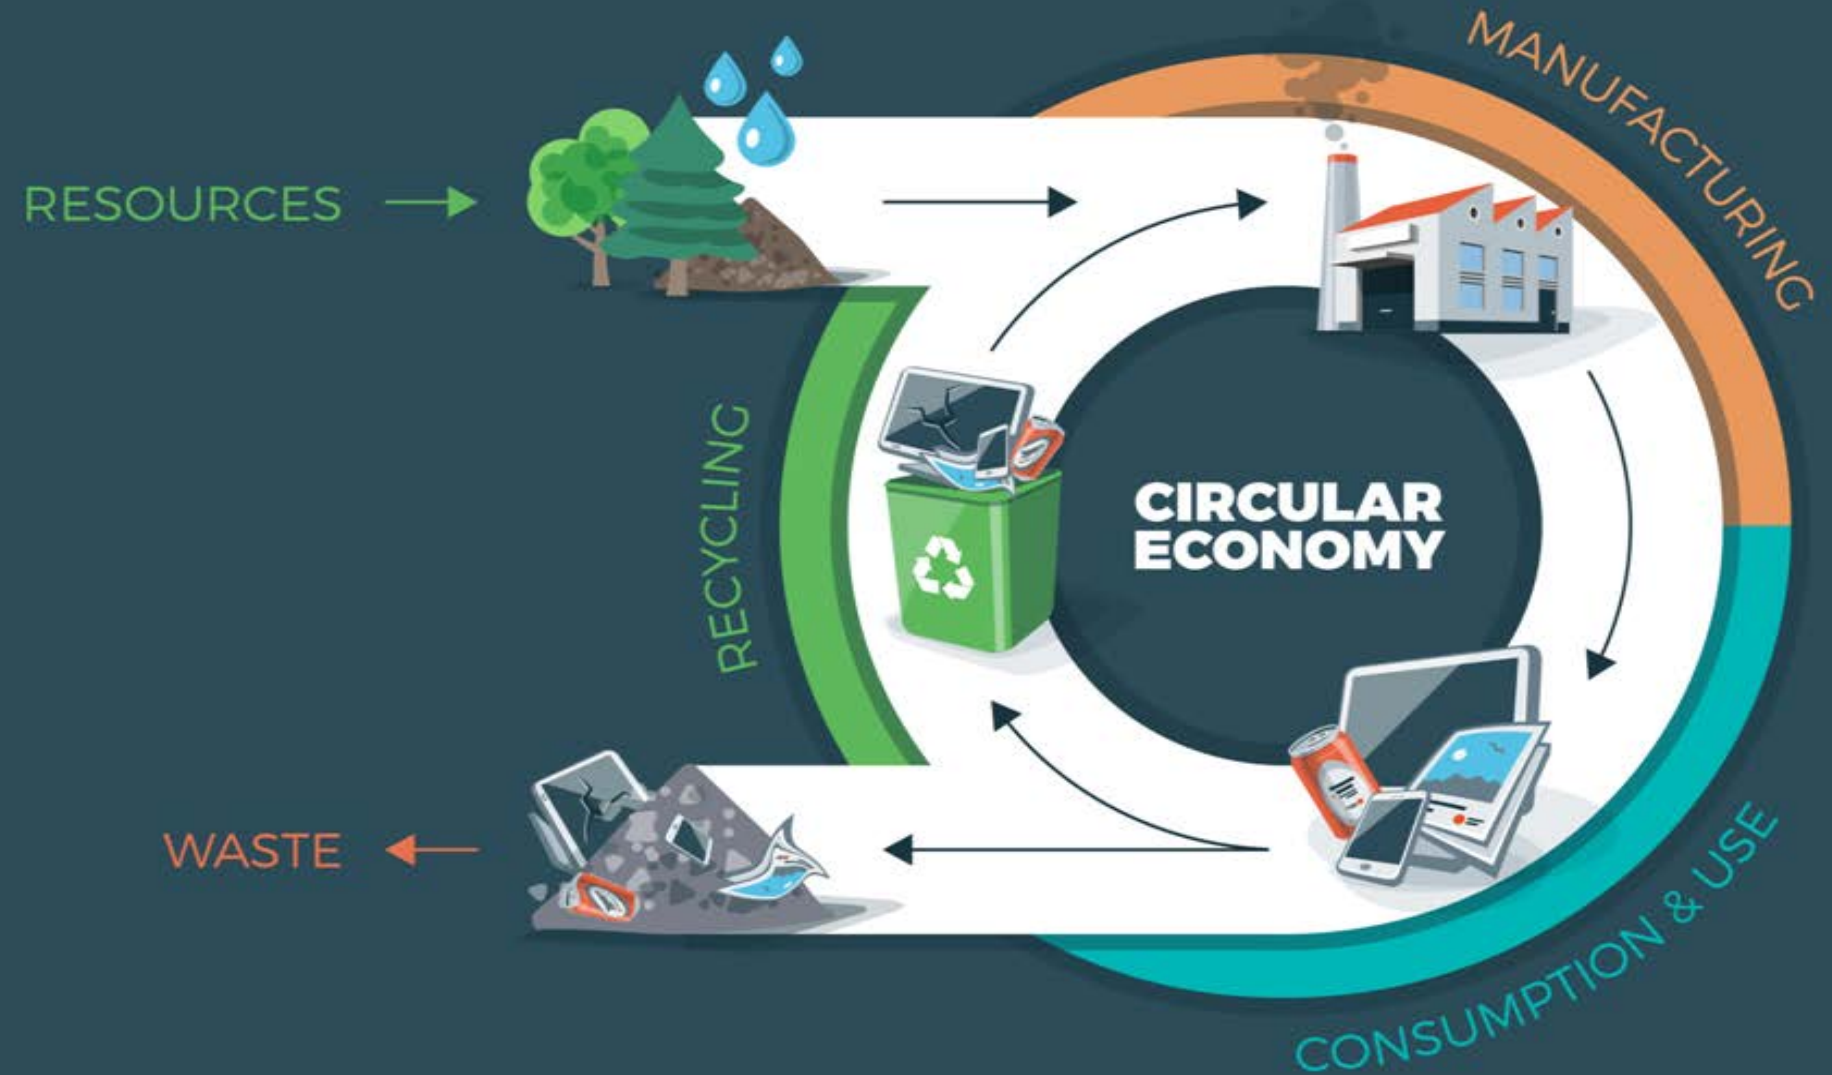 RESOURCES
MANUFACTURING
RECYCLING
CIRCULAR
ECONOMY
WASTE
CONSUMPTION & USE